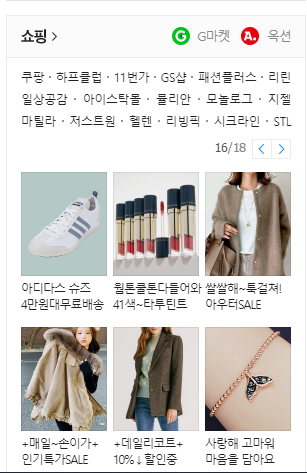 쇼핑 > G G마켓 A. 옥션
쿠팡 · 하프클럽 · 11번가 · GS샵 · 패션플러스 · 리린
일상공감 · 아이스탁몰 · 뮬리안 · 모놀로그 · 지젤
마틸라 · 저스트원 · 헬렌 · 리빙픽 · 시크라인 · STL
16/18 < >
아디다스 슈즈
4만원대무료배송
웜톤쿨톤다들어와
41색~타투틴트
쌀쌀해~툭걸쳐!
아우터SALE
+매일~손이가+
인기특가SALE
+데일리코트+
10%↓할인중
사랑해 고마워
마음을 담아요